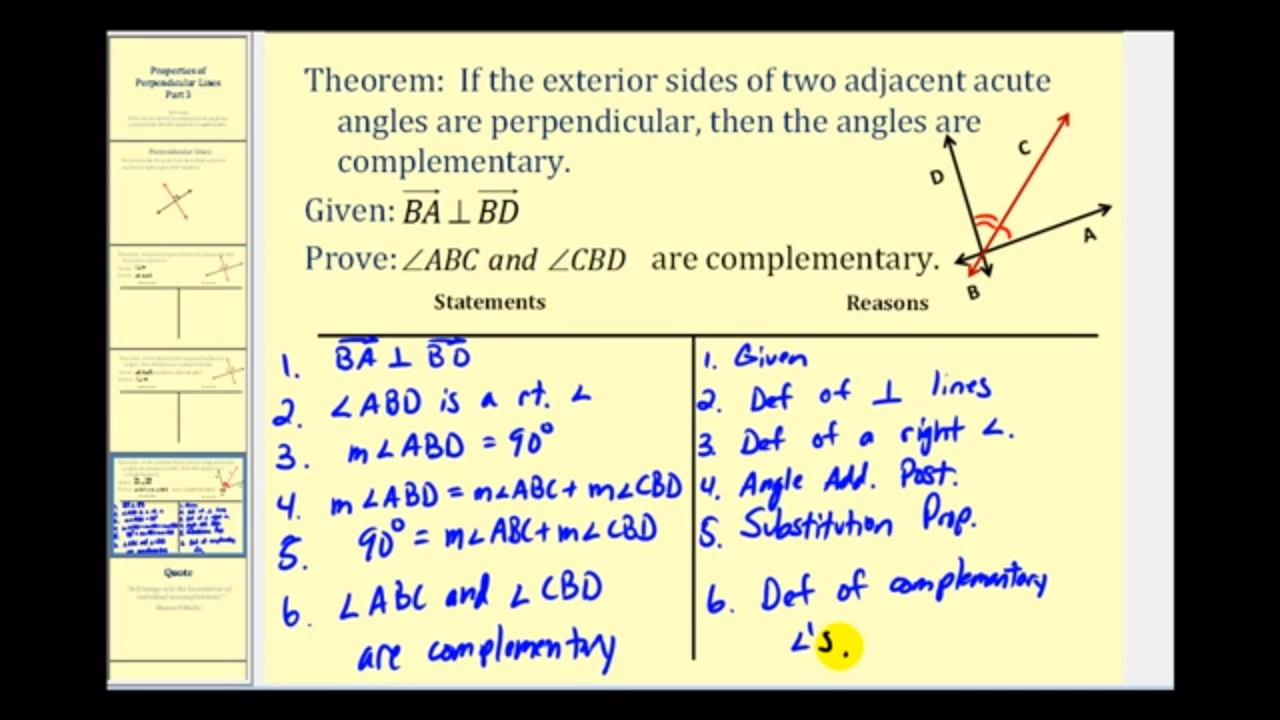 Properties of
Perpendicular Lines
Part 3
Perpendicular lines
Quote
Theorem: If the exterior sides of two adjacent acute
angles are perpendicular, then the angles are
complementary.
Given: BA ⊥ BD
Prove: ∠ABC and ∠CBD are complementary.
D
C
A
B
Statements
Reasons
1. BA ⊥ BD
1. Given
2. ∠ABD is a rt. ∠
2. Def of ⊥ lines
3. m∠ABD = 90°
3. Def of a right ∠.
4. m∠ABD = m∠ABC + m∠CBD
4. Angle Add. Post.
5. 90° = m∠ABC + m∠CBD
5. Substitution Prop.
6. ∠ABC and ∠CBD
are complementary
6. Def of complementary
∠'s.